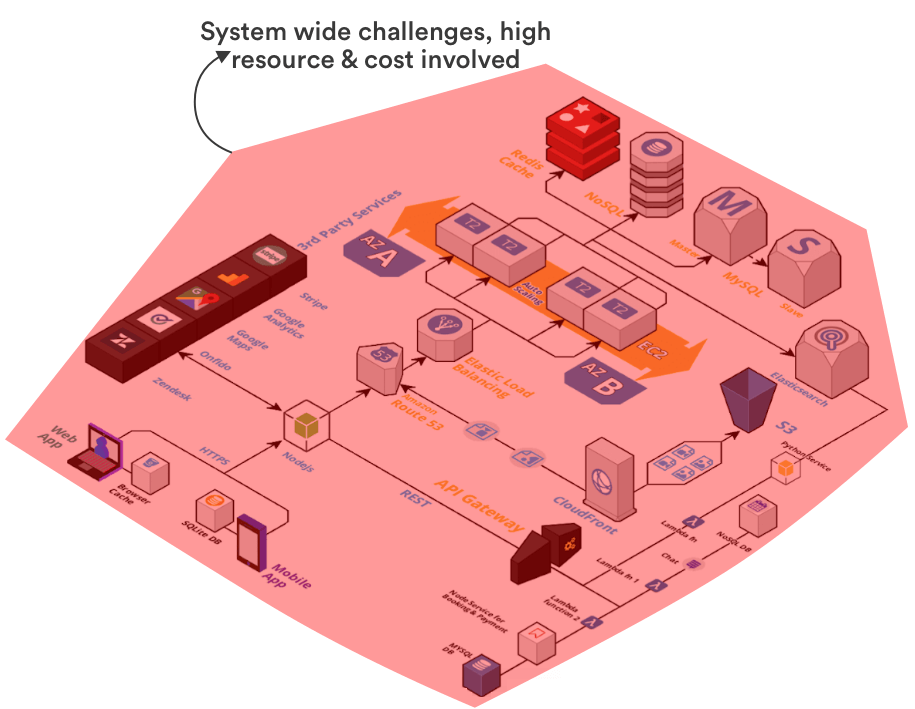 System wide challenges, high
resource & cost involved
Redis
Cache
NoSQL
Master
MySQL
Slave
M
S
3rd Party Services
AZ
A
T2
T2
Auto
Scaling
T2
T2
EC2
AZ
B
Stripe
Stripe
Google
Analytics
Google
Maps
Onfido
Zendesk
53
Elastic Load
Balancing
Amazon
Route 53
Elasticsearch
S3
Web
App
HTTPS
Nodejs
Browser
Cache
SQLite DB
Mobile
App
REST
API Gateway
CloudFront
Python Service
Lambda fn
NoSQL DB
Chat
Lambda fn 1
Lambda
function 2
Node Service for
Booking & Payment
MYSQL
DB